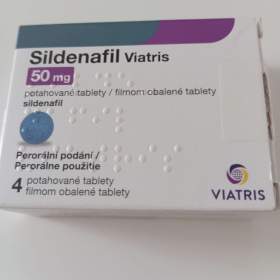 Sildenafil Viatris
50 mg
potahované tablety / filmom obalené tablety
sildenafil
Perorální podání /
Perorálne použitie
4 potahované tablety /
filmom obalené tablety
VIATRIS